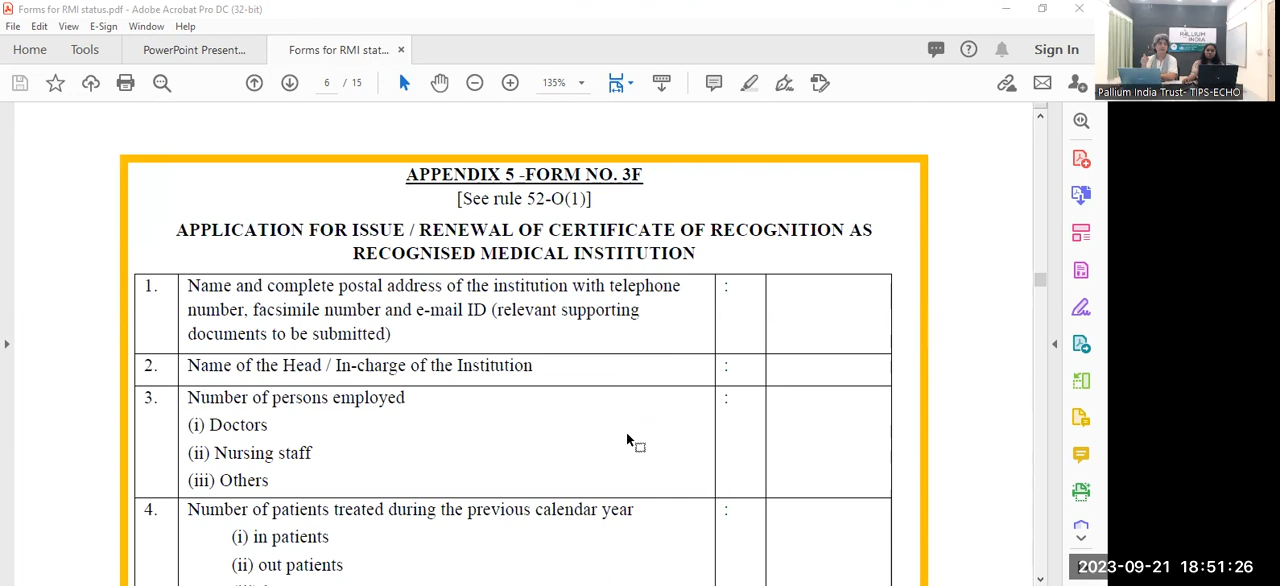 Forms for RMI status.pdf - Adobe Acrobat Pro DC (32-bit)
File Edit View E-Sign Window Help
Home Tools PowerPoint Present... Forms for RMI stat... × Sign In
6 / 15 135%
PALLIUM
INDIA
Pallium India Trust- TIPS-ECHO
APPENDIX 5 -FORM NO. 3F
[See rule 52-O(1)]
APPLICATION FOR ISSUE / RENEWAL OF CERTIFICATE OF RECOGNITION AS
RECOGNISED MEDICAL INSTITUTION
1. Name and complete postal address of the institution with telephone :
number, facsimile number and e-mail ID (relevant supporting
documents to be submitted)
2. Name of the Head / In-charge of the Institution :
3. Number of persons employed :
(i) Doctors
(ii) Nursing staff
(iii) Others
4. Number of patients treated during the previous calendar year :
(i) in patients
(ii) out patients
2023-09-21 18:51:26